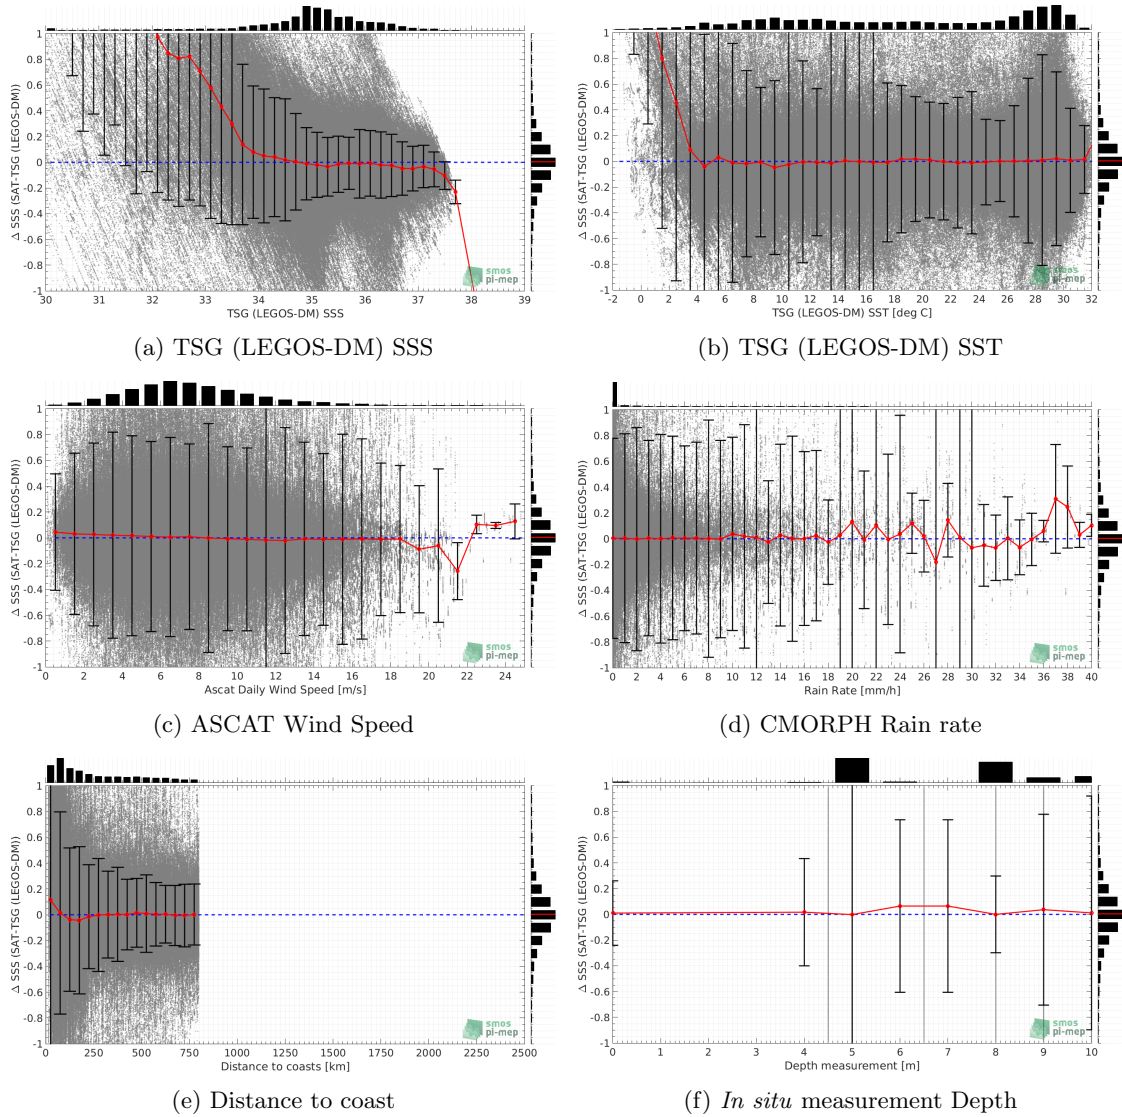 Δ SSS (SAT-TSG (LEGOS-DM))
1
0.8
0.6
0.4
0.2
0
-0.2
-0.4
-0.6
-0.8
-1
30 31 32 33 34 35 36 37 38 39
TSG (LEGOS-DM) SSS
smos
pi-mep
(a) TSG (LEGOS-DM) SSS
Δ SSS (SAT-TSG (LEGOS-DM))
1
0.8
0.6
0.4
0.2
0
-0.2
-0.4
-0.6
-0.8
-1
-2 0 2 4 6 8 10 12 14 16 18 20 22 24 26 28 30 32
TSG (LEGOS-DM) SST [deg C]
pi-mep
(b) TSG (LEGOS-DM) SST
Δ SSS (SAT-TSG (LEGOS-DM))
1
0.8
0.6
0.4
0.2
0
-0.2
-0.4
-0.6
-0.8
-1
0 2 4 6 8 10 12 14 16 18 20 22 24
Ascat Daily Wind Speed [m/s]
smos
pi-mep
(c) ASCAT Wind Speed
Δ SSS (SAT-TSG (LEGOS-DM))
1
0.8
0.6
0.4
0.2
0
-0.2
-0.4
-0.6
-0.8
-1
0 2 4 6 8 10 12 14 16 18 20 22 24 26 28 30 32 34 36 38 40
Rain Rate [mm/h]
smos
pi-mep
(d) CMORPH Rain rate
Δ SSS (SAT-TSG (LEGOS-DM))
1
0.8
0.6
0.4
0.2
0
-0.2
-0.4
-0.6
-0.8
-1
0 250 500 750 1000 1250 1500 1750 2000 2250 2500
Distance to coasts [km]
smos
pi-mep
(e) Distance to coast
Δ SSS (SAT-TSG (LEGOS-DM))
1
0.8
0.6
0.4
0.2
0
-0.2
-0.4
-0.6
-0.8
-1
0 1 2 3 4 5 6 7 8 9 10
Depth measurement [m]
smos
pi-mep
(f) In situ measurement Depth